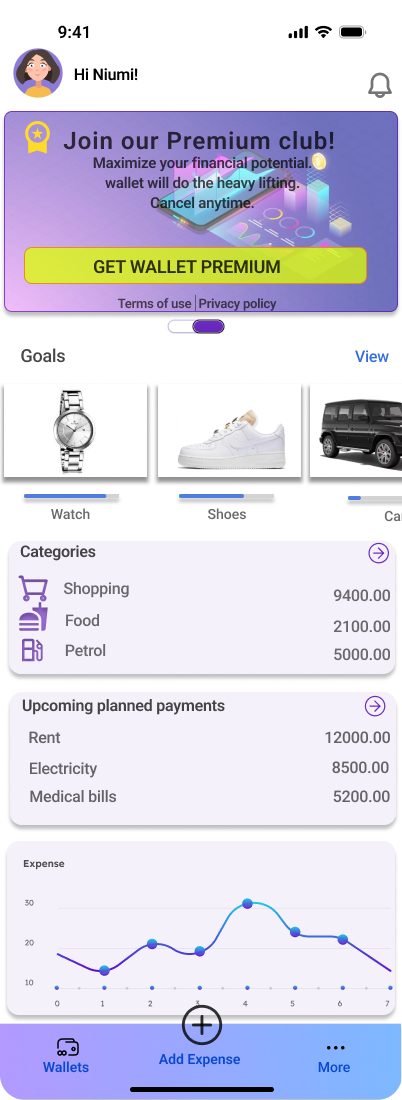 9:41
Hi Niumi!
Join our Premium club!
Maximize your financial potential.
wallet will do the heavy lifting.
Cancel anytime.
GET WALLET PREMIUM
Terms of use | Privacy policy
Goals View
Watch Shoes Ca
Categories
Shopping 9400.00
Food 2100.00
Petrol 5000.00
Upcoming planned payments
Rent 12000.00
Electricity 8500.00
Medical bills 5200.00
Expense
30
20
10
0 1 2 3 4 5 6 7
Wallets Add Expense More